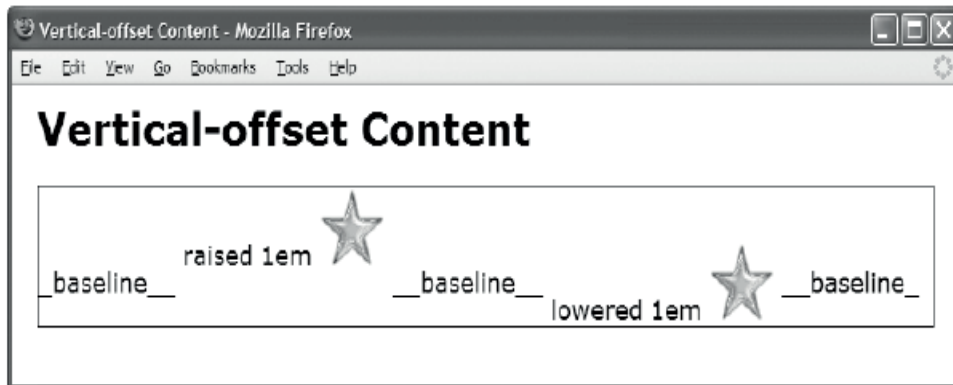 Vertical-offset Content - Mozilla Firefox
File Edit View Go Bookmarks Tools Help
Vertical-offset Content
_baseline__ raised 1em __baseline__ lowered 1em __baseline_